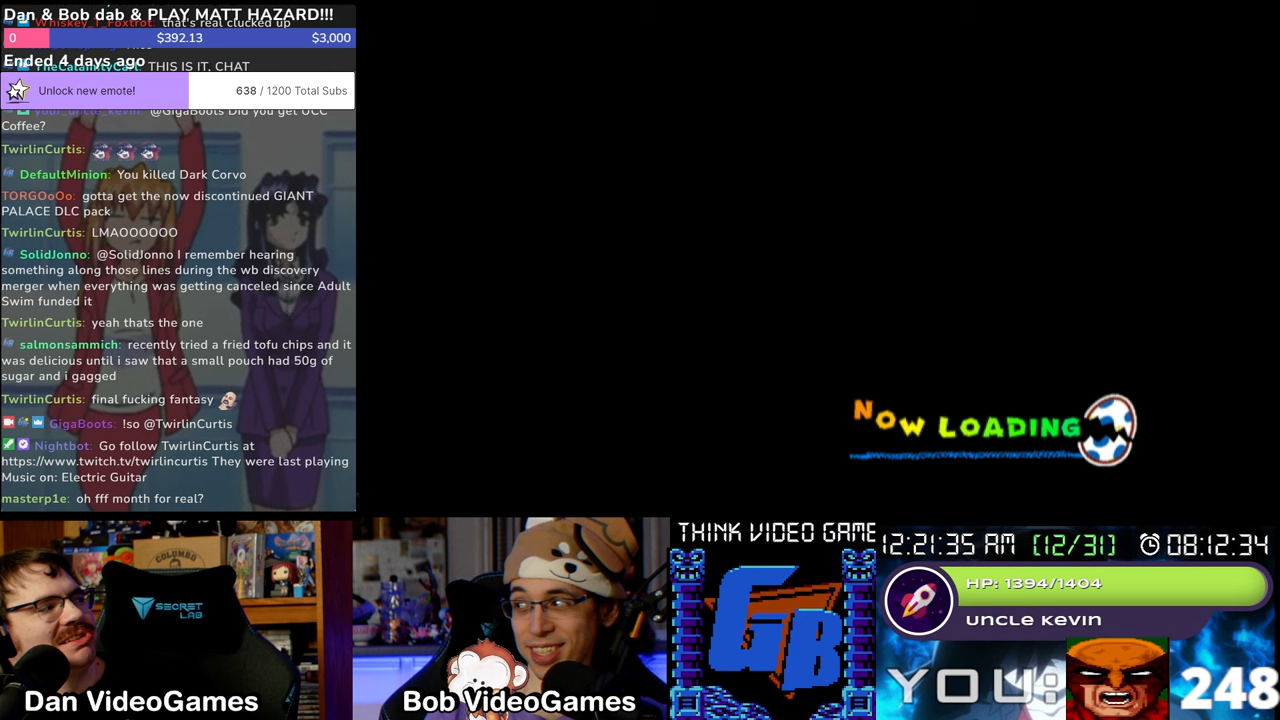 Dan & Bob dab & PLAY MATT HAZARD!!!
Whiskey_T_Foxtrot: that's real clucked up
0 $392.13 $3,000
Ended 4 days ago
TheCalamityCat: THIS IS IT, CHAT
Unlock new emote! 638 / 1200 Total Subs
your_uncle_kevin: @GigaBoots Did you get UCC
Coffee?
TwirlinCurtis:
DefaultMinion: You killed Dark Corvo
TORGOoOo: gotta get the now discontinued GIANT
PALACE DLC pack
TwirlinCurtis: LMAOOOOOO
SolidJonno: @SolidJonno I remember hearing
something along those lines during the wb discovery
merger when everything was getting canceled since Adult
Swim funded it
TwirlinCurtis: yeah thats the one
salmonsammich: recently tried a fried tofu chips and it
was delicious until i saw that a small pouch had 50g of
sugar and i gagged
TwirlinCurtis: final fucking fantasy
GigaBoots: !so @TwirlinCurtis
Nightbot: Go follow TwirlinCurtis at
https://www.twitch.tv/twirlincurtis They were last playing
Music on: Electric Guitar
masterp1e: oh fff month for real?
NOW LOADING
COLUMBO
SECRET
LAB
Dan VideoGames
Bob VideoGames
THINK VIDEO GAME
GB
12:21:35 AM [12/31] 08:12:34
HP: 1394/1404
UNCLE KEVIN
248